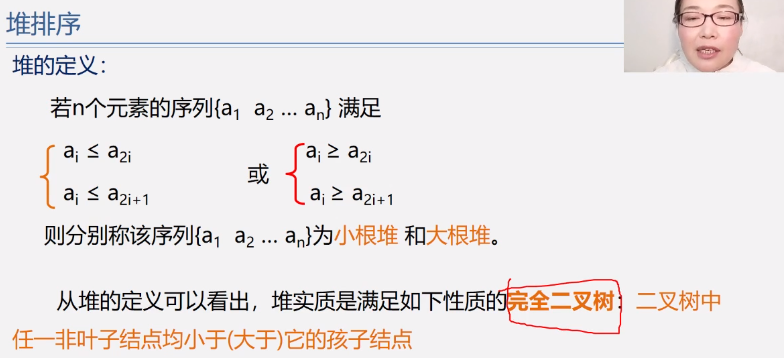 堆排序
堆的定义：
若n个元素的序列{a1 a2 … an} 满足
ai ≤ a2i 或 ai ≥ a2i
ai ≤ a2i+1 ai ≥ a2i+1
则分别称该序列{a1 a2 … an}为小根堆 和大根堆。
从堆的定义可以看出，堆实质是满足如下性质的完全二叉树：二叉树中
任一非叶子结点均小于(大于)它的孩子结点